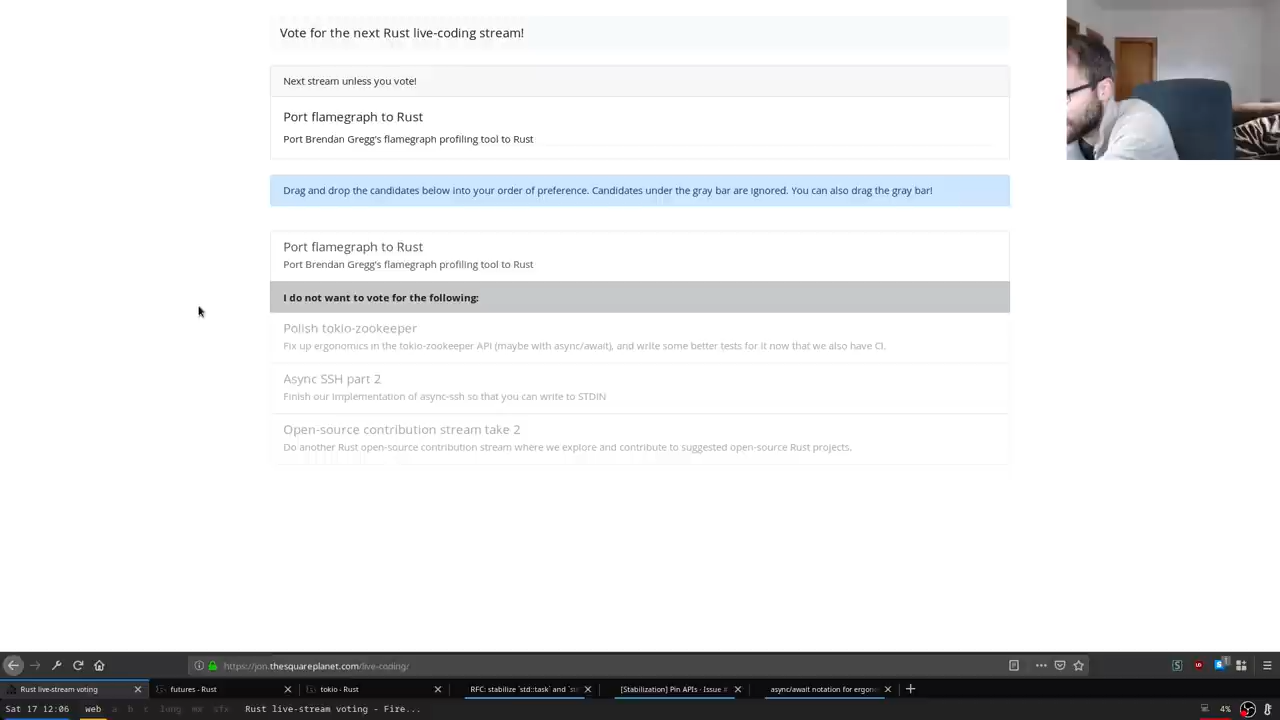 Vote for the next Rust live-coding stream!
Next stream unless you vote!
Port flamegraph to Rust
Port Brendan Gregg's flamegraph profiling tool to Rust
Drag and drop the candidates below into your order of preference. Candidates under the gray bar are ignored. You can also drag the gray bar!
Port flamegraph to Rust
Port Brendan Gregg's flamegraph profiling tool to Rust
I do not want to vote for the following:
Polish tokio-zookeeper
Fix up ergonomics in the tokio-zookeeper API (maybe with async/await), and write some better tests for it now that we also have CI.
Async SSH part 2
Finish our implementation of async-ssh so that you can write to STDIN
Open-source contribution stream take 2
Do another Rust open-source contribution stream where we explore and contribute to suggested open-source Rust projects.
https://jon.thesquareplanet.com/live-coding/
Rust live-stream voting futures - Rust tokio - Rust RFC: stabilize `std::task` and [Stabilization] Pin APIs - Issue # async/await notation for ergono
Sat 17 12:06 web a b s long mw sfx Rust live-stream voting - Fire... 4%